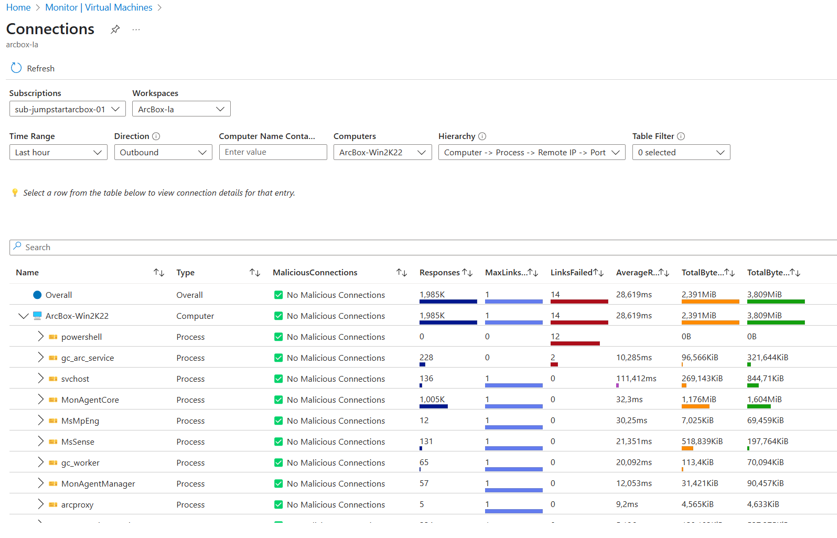 Home > Monitor | Virtual Machines >
Connections ...
arcbox-la
Refresh
Subscriptions Workspaces
sub-jumpstartarcbox-01 ArcBox-la
Time Range Direction Computer Name Conta... Computers Hierarchy Table Filter
Last hour Outbound Enter value ArcBox-Win2K22 Computer -> Process -> Remote IP -> Port 0 selected
Select a row from the table below to view connection details for that entry.
Search
Name Type MaliciousConnections Responses MaxLinks... LinksFailed AverageR... TotalByte... TotalByte...
Overall Overall No Malicious Connections 1,985K 1 14 28,619ms 2,391MiB 3,809MiB
ArcBox-Win2K22 Computer No Malicious Connections 1,985K 1 14 28,619ms 2,391MiB 3,809MiB
powershell Process No Malicious Connections 0 0 12 0B 0B
gc_arc_service Process No Malicious Connections 228 0 2 10,285ms 96,566KiB 321,644KiB
svchost Process No Malicious Connections 136 1 0 111,412ms 269,143KiB 844,71KiB
MonAgentCore Process No Malicious Connections 1,005K 1 0 32,3ms 1,176MiB 1,604MiB
MsMpEng Process No Malicious Connections 12 1 0 30,25ms 7,025KiB 69,459KiB
MsSense Process No Malicious Connections 131 1 0 21,351ms 518,839KiB 197,764KiB
gc_worker Process No Malicious Connections 65 1 0 20,092ms 113,4KiB 70,094KiB
MonAgentManager Process No Malicious Connections 57 1 0 12,053ms 31,421KiB 90,457KiB
arcproxy Process No Malicious Connections 5 1 0 9,2ms 4,565KiB 4,633KiB